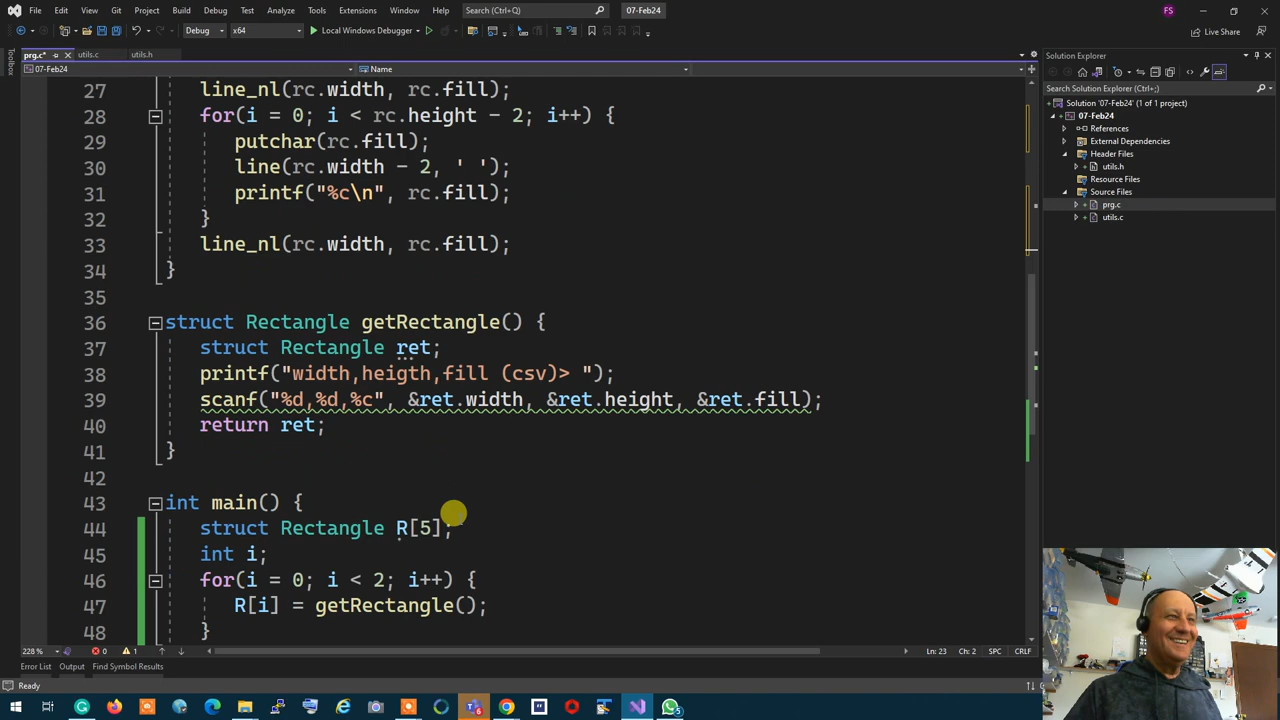 File Edit View Git Project Build Debug Test Analyze Tools Extensions Window Help Search (Ctrl+Q) 07-Feb24 FS
Debug x64 Local Windows Debugger Live Share
prg.c* utils.c utils.h
07-Feb24 Name
Toolbox
27 line_nl(rc.width, rc.fill);
28 for(i = 0; i < rc.height - 2; i++) {
29 putchar(rc.fill);
30 line(rc.width - 2, ' ');
31 printf("%c\n", rc.fill);
32 }
33 line_nl(rc.width, rc.fill);
34 }
35
36 struct Rectangle getRectangle() {
37 struct Rectangle ret;
38 printf("width,heigth,fill (csv)> ");
39 scanf("%d,%d,%c", &ret.width, &ret.height, &ret.fill);
40 return ret;
41 }
42
43 int main() {
44 struct Rectangle R[5];
45 int i;
46 for(i = 0; i < 2; i++) {
47 R[i] = getRectangle();
48 }
228 % 0 1 Ln: 23 Ch: 2 SPC CRLF
Error List Output Find Symbol Results
Ready
Solution Explorer
Search Solution Explorer (Ctrl+;)
Solution '07-Feb24' (1 of 1 project)
07-Feb24
References
External Dependencies
Header Files
utils.h
Resource Files
Source Files
prg.c
utils.c